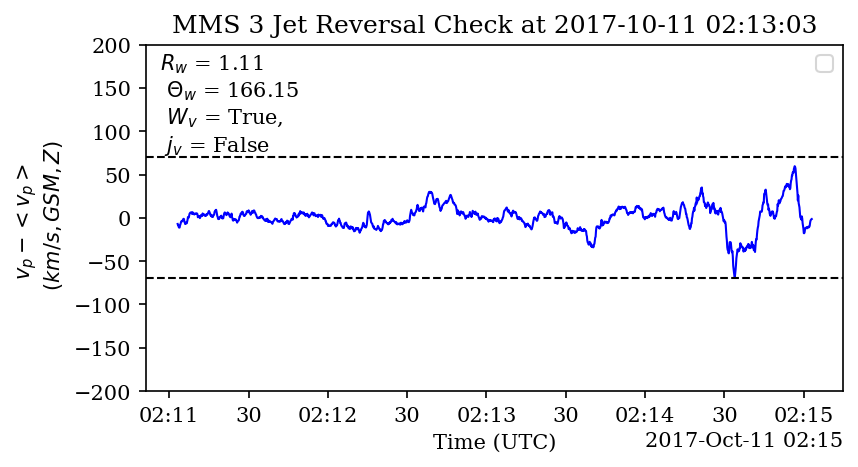 MMS 3 Jet Reversal Check at 2017-10-11 02:13:03
R_w = 1.11
Θ_w = 166.15
W_v = True,
j_v = False
v_p − < v_p >
(km/s, GSM, Z)
200
150
100
50
0
−50
−100
−150
−200
02:11 30 02:12 30 02:13 30 02:14 30 02:15
Time (UTC)
2017-Oct-11 02:15